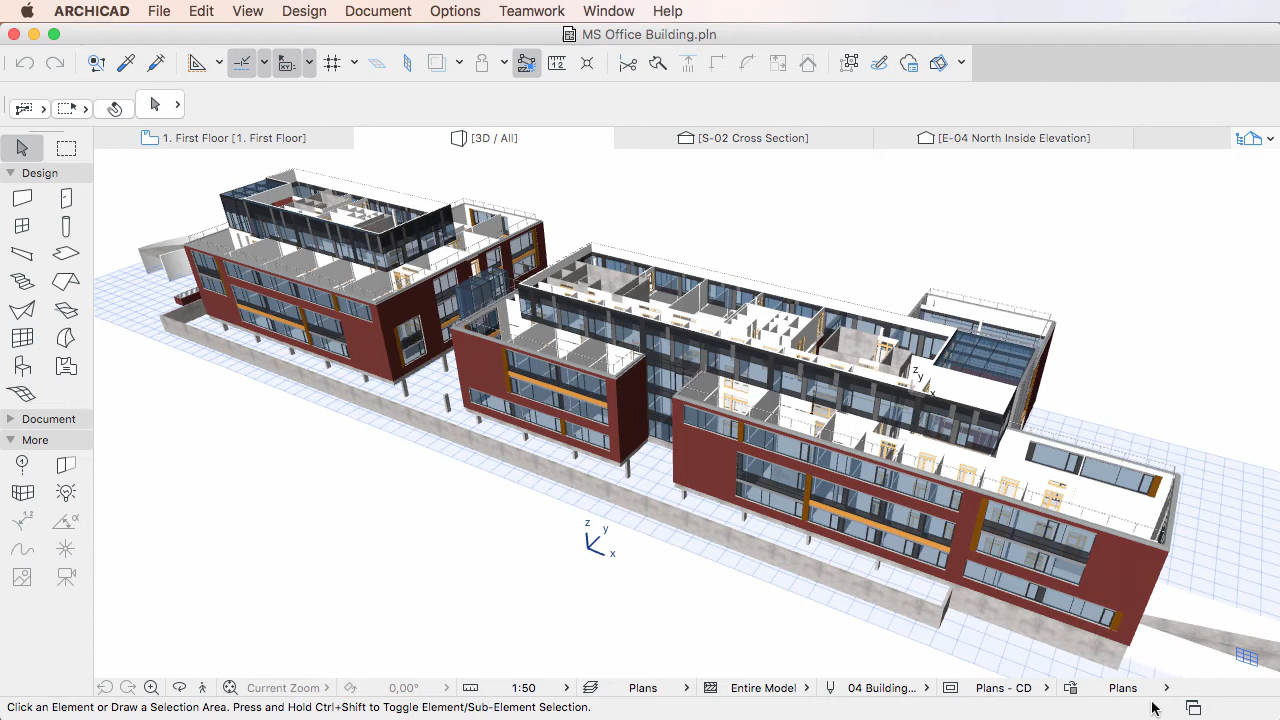 ARCHICAD File Edit View Design Document Options Teamwork Window Help
MS Office Building.pln
1. First Floor [1. First Floor] [3D / All] [S-02 Cross Section] [E-04 North Inside Elevation]
Design
Document
More
1.2
α
z
y
x
z
y
x
Current Zoom 0,00° 1:50 Plans Entire Model 04 Building... Plans - CD Plans
Click an Element or Draw a Selection Area. Press and Hold Ctrl+Shift to Toggle Element/Sub-Element Selection.